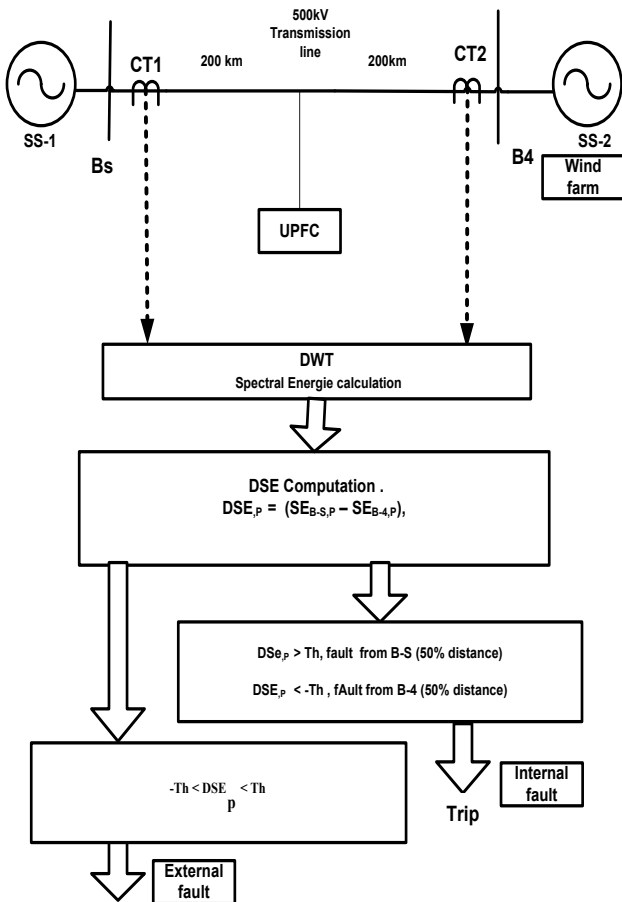 500kV
Transmission
line
CT1
200 km
200km
CT2
SS-1
SS-2
Bs
B4
Wind
farm
UPFC
DWT
Spectral Energie calculation
DSE Computation .
DSE,P = (SEB-S,P – SEB-4,P),
DSe,P > Th, fault from B-S (50% distance)
DSE,P < -Th , fAult from B-4 (50% distance)
-Th < DSE p < Th
Trip
Internal
fault
External
fault